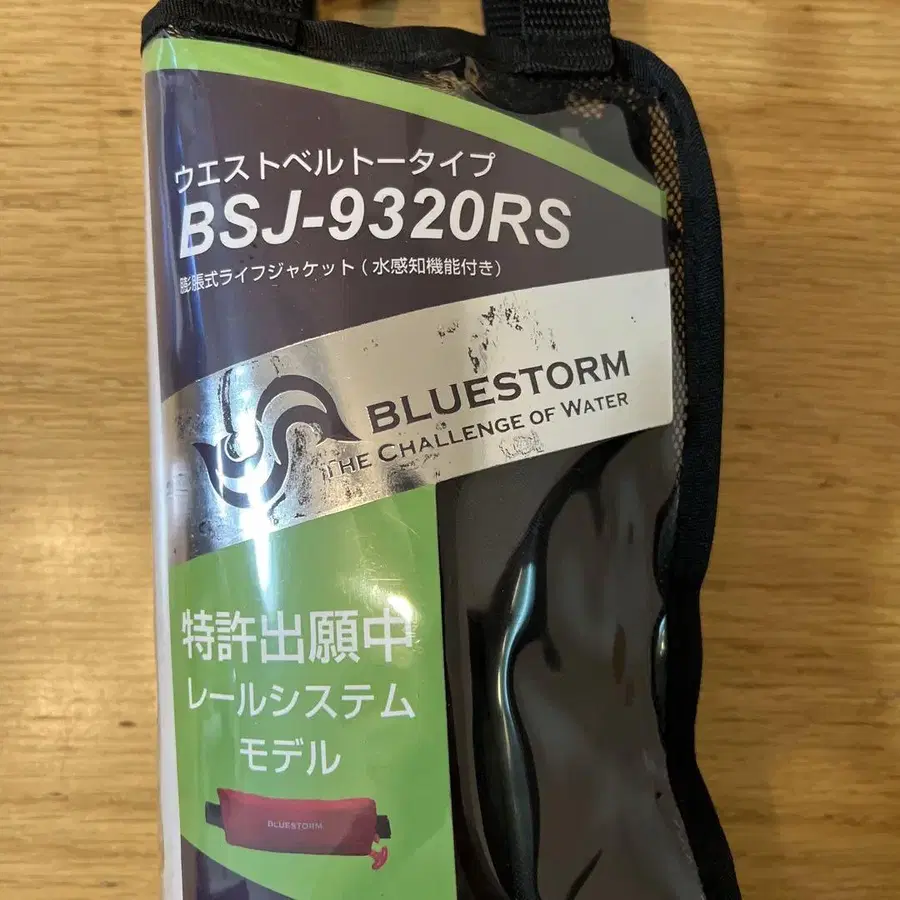 ウエストベルトータイプ
BSJ-9320RS
膨脹式ライフジャケット(水感知機能付き)
BLUESTORM
THE CHALLENGE OF WATER
特許出願中
レールシステム
モデル
BLUESTORM